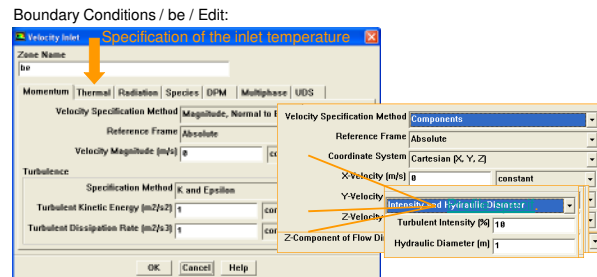 Boundary Conditions / be / Edit:
Velocity Inlet
Specification of the inlet temperature
Zone Name
be
Momentum Thermal Radiation Species DPM Multiphase UDS
Velocity Specification Method Magnitude, Normal to
Reference Frame Absolute
Velocity Magnitude (m/s) 0
Turbulence
Specification Method K and Epsilon
Turbulent Kinetic Energy (m2/s2) 1
Turbulent Dissipation Rate (m2/s3) 1
OK Cancel Help
Velocity Specification Method Components
Reference Frame Absolute
Coordinate System Cartesian (X, Y, Z)
X-Velocity (m/s) 0 constant
Y-Velocity
Z-Velocity
Z-Component of Flow Di
Intensity and Hydraulic Diameter
Turbulent Intensity (%) 10
Hydraulic Diameter (m) 1